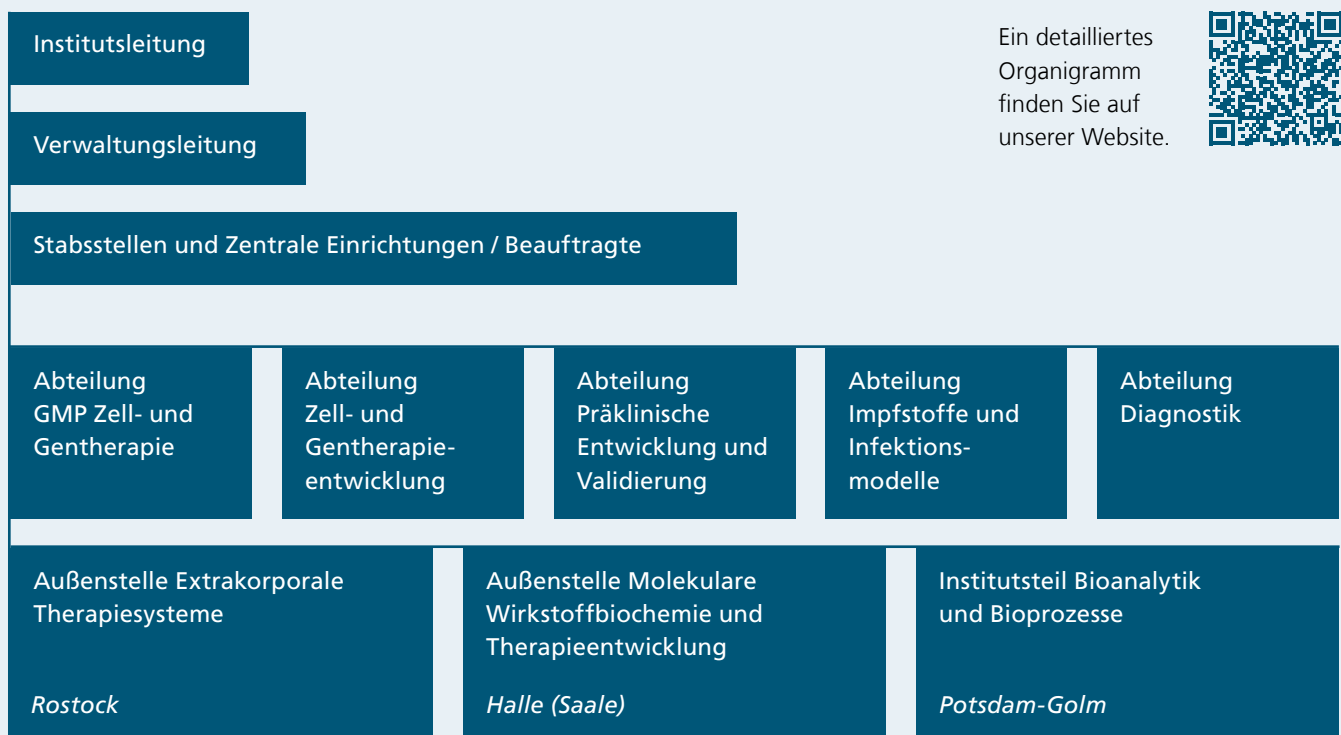 Institutsleitung
Ein detailliertes
Organigramm
finden Sie auf
unserer Website.
Verwaltungsleitung
Stabsstellen und Zentrale Einrichtungen / Beauftragte
Abteilung
GMP Zell- und
Gentherapie
Abteilung
Zell- und
Gentherapie-
entwicklung
Abteilung
Präklinische
Entwicklung und
Validierung
Abteilung
Impfstoffe und
Infektions-
modelle
Abteilung
Diagnostik
Außenstelle Extrakorporale
Therapiesysteme
Rostock
Außenstelle Molekulare
Wirkstoffbiochemie und
Therapieentwicklung
Halle (Saale)
Institutsteil Bioanalytik
und Bioprozesse
Potsdam-Golm